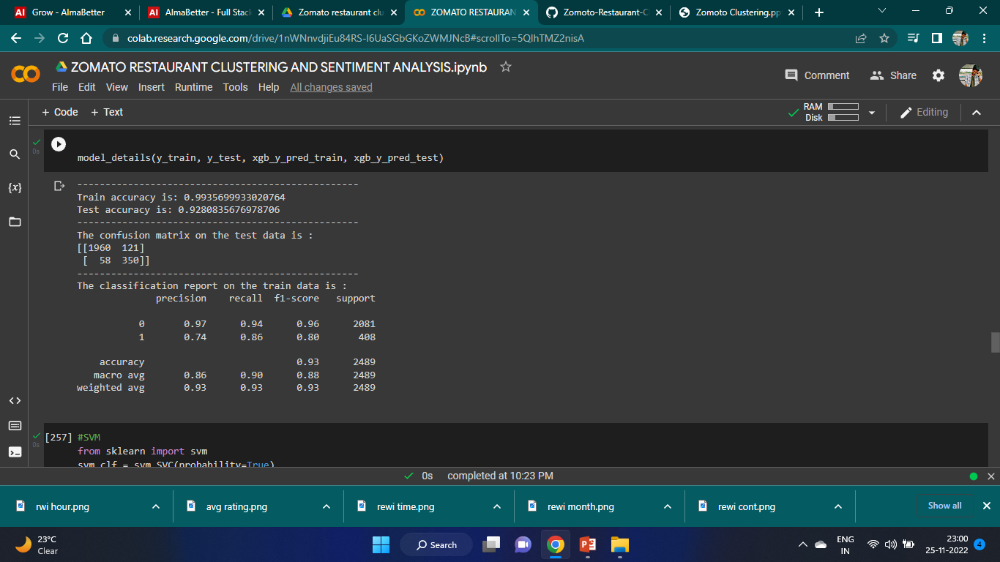 Grow - AlmaBetter
AlmaBetter - Full Stac
Zomato restaurant clu
ZOMATO RESTAURAN
Zomoto-Restaurant-C
Zomoto Clustering.pp
colab.research.google.com/drive/1nWNnvdjiEu84RS-l6UaSGbGKoZWMJNcB#scrollTo=5QlhTMZ2nisA
ZOMATO RESTAURANT CLUSTERING AND SENTIMENT ANALYSIS.ipynb
Comment
Share
File Edit View Insert Runtime Tools Help All changes saved
+ Code + Text
RAM
Disk
Editing
0s
model_details(y_train, y_test, xgb_y_pred_train, xgb_y_pred_test)
--------------------------------------------------
Train accuracy is: 0.9935699933020764
Test accuracy is: 0.9280835676978706
--------------------------------------------------
The confusion matrix on the test data is :
[[1960  121]
 [  58  350]]
--------------------------------------------------
The classification report on the train data is :
              precision    recall  f1-score   support
           0       0.97      0.94      0.96      2081
           1       0.74      0.86      0.80       408
    accuracy                           0.93      2489
   macro avg       0.86      0.90      0.88      2489
weighted avg       0.93      0.93      0.93      2489
[257] #SVM
0s
from sklearn import svm
svm_clf = svm.SVC(probability=True)
0s completed at 10:23 PM
rwi hour.png
avg rating.png
rewi time.png
rewi month.png
rewi cont.png
Show all
23°C
Clear
Search
ENG
IN
23:00
25-11-2022
4